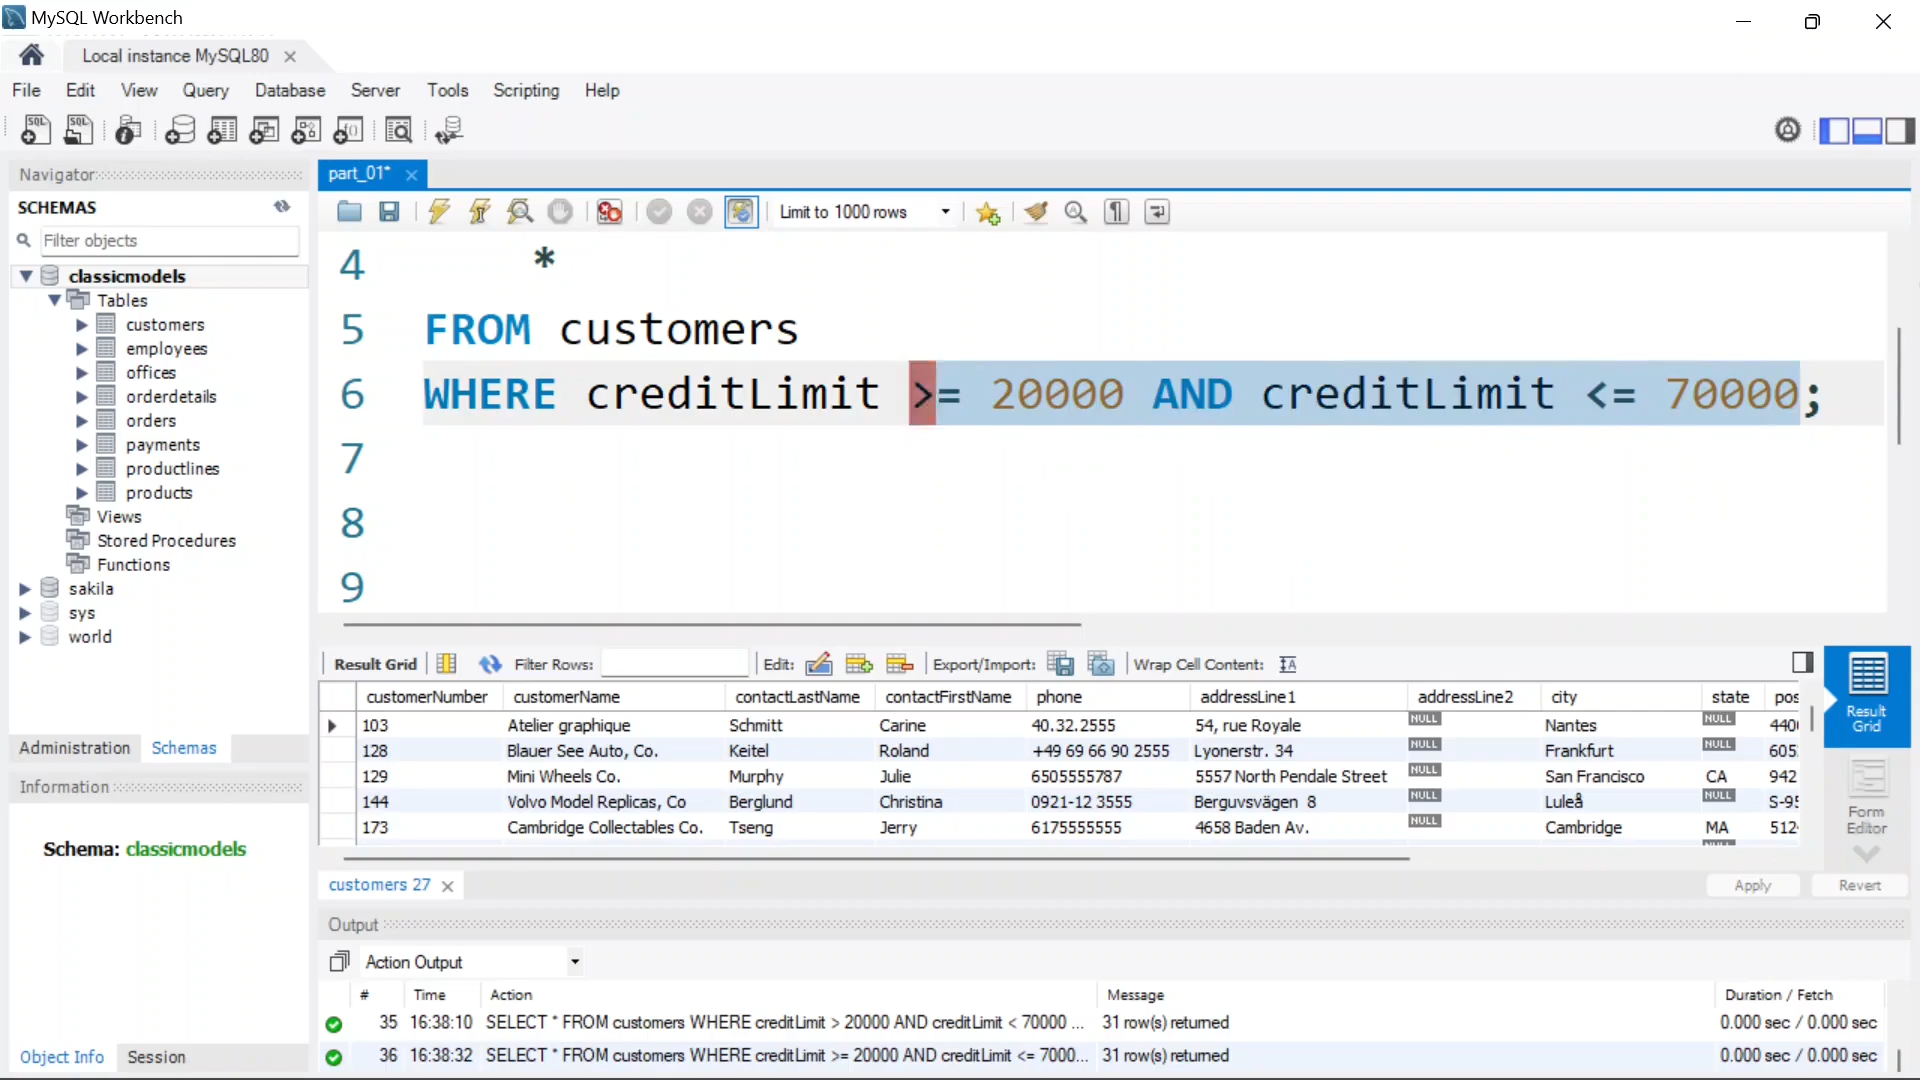 MySQL Workbench
Local instance MySQL80
File Edit View Query Database Server Tools Scripting Help
Navigator
part_01*
SCHEMAS
Limit to 1000 rows
Filter objects
classicmodels
Tables
customers
employees
offices
orderdetails
orders
payments
productlines
products
Views
Stored Procedures
Functions
sakila
sys
world
4 *
5 FROM customers
6 WHERE creditLimit >= 20000 AND creditLimit <= 70000;
7
8
9
Administration Schemas
Information
Schema: classicmodels
Object Info Session
Result Grid Filter Rows: Edit: Export/Import: Wrap Cell Content:
customerNumber customerName contactLastName contactFirstName phone addressLine1 addressLine2 city state pos
103 Atelier graphique Schmitt Carine 40.32.2555 54, rue Royale NULL Nantes NULL 440
128 Blauer See Auto, Co. Keitel Roland +49 69 66 90 2555 Lyonerstr. 34 NULL Frankfurt NULL 605
129 Mini Wheels Co. Murphy Julie 6505555787 5557 North Pendale Street NULL San Francisco CA 942
144 Volvo Model Replicas, Co Berglund Christina 0921-12 3555 Berguvsvägen 8 NULL Luleå NULL S-95
173 Cambridge Collectables Co. Tseng Jerry 6175555555 4658 Baden Av. NULL Cambridge MA 512
Result
Grid
Form
Editor
customers 27
Apply Revert
Output
Action Output
# Time Action Message Duration / Fetch
35 16:38:10 SELECT * FROM customers WHERE creditLimit > 20000 AND creditLimit < 70000 ... 31 row(s) returned 0.000 sec / 0.000 sec
36 16:38:32 SELECT * FROM customers WHERE creditLimit >= 20000 AND creditLimit <= 7000... 31 row(s) returned 0.000 sec / 0.000 sec